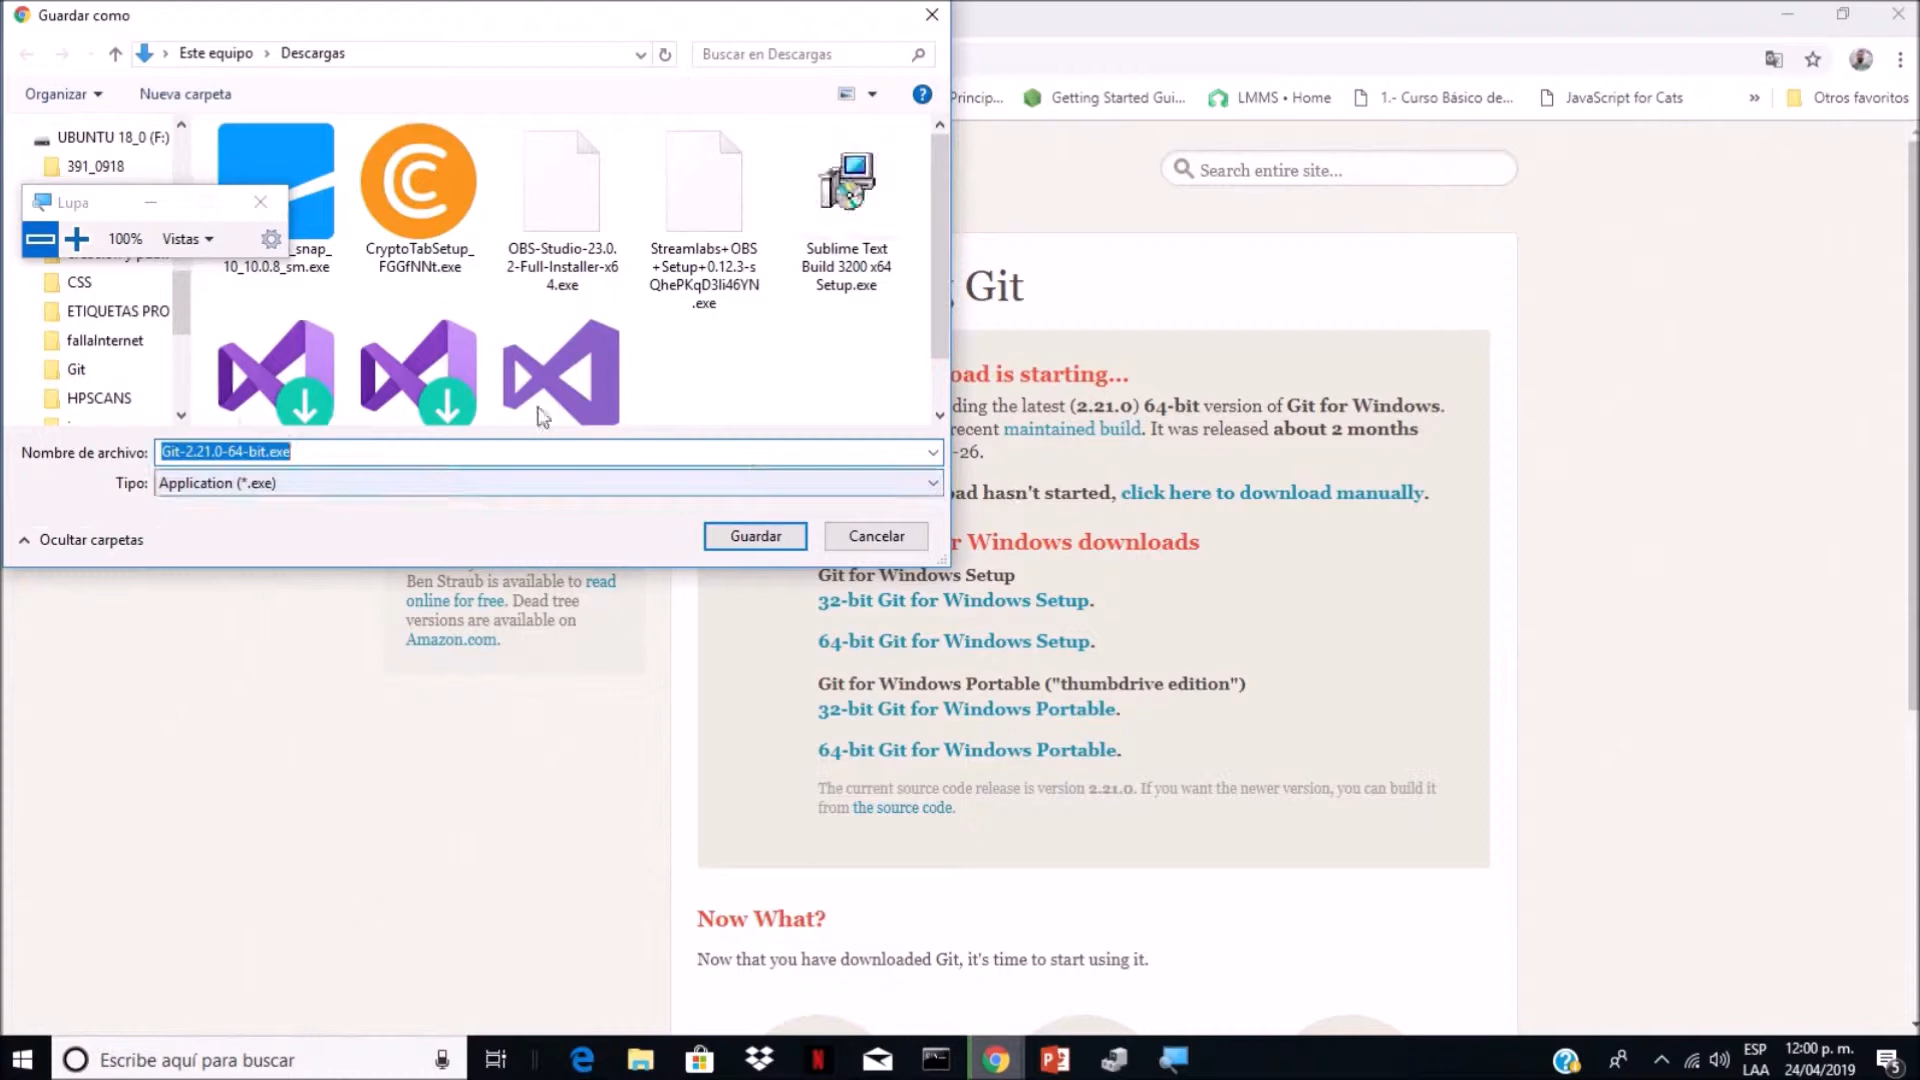 Guardar como
Este equipo
Descargas
Buscar en Descargas
Organizar
Nueva carpeta
?
Princip...
Getting Started Gui...
LMMS • Home
1.- Curso Básico de...
JavaScript for Cats
»
Otros favoritos
UBUNTU 18_0 (F:)
391_0918
Lupa
100%
Vistas
CSS
ETIQUETAS PRO
fallaInternet
Git
HPSCANS
_snap_
10_10.0.8_sm.exe
CryptoTabSetup_
FGGfNNt.exe
OBS-Studio-23.0.
2-Full-Installer-x6
4.exe
Streamlabs+OBS
+Setup+0.12.3-s
QhePKqD3Ii46YN
.exe
Sublime Text
Build 3200 x64
Setup.exe
Nombre de archivo:
Git-2.21.0-64-bit.exe
Tipo:
Application (*.exe)
Ocultar carpetas
Guardar
Cancelar
Search entire site...
Git
oad is starting...
ding the latest (2.21.0) 64-bit version of Git for Windows.
recent maintained build. It was released about 2 months
-26.
ad hasn't started, click here to download manually.
r Windows downloads
Git for Windows Setup
32-bit Git for Windows Setup.
64-bit Git for Windows Setup.
Git for Windows Portable ("thumbdrive edition")
32-bit Git for Windows Portable.
64-bit Git for Windows Portable.
The current source code release is version 2.21.0. If you want the newer version, you can build it
from the source code.
Ben Straub is available to read
online for free. Dead tree
versions are available on
Amazon.com.
Now What?
Now that you have downloaded Git, it's time to start using it.
Escribe aquí para buscar
ESP
LAA
12:00 p. m.
24/04/2019
5